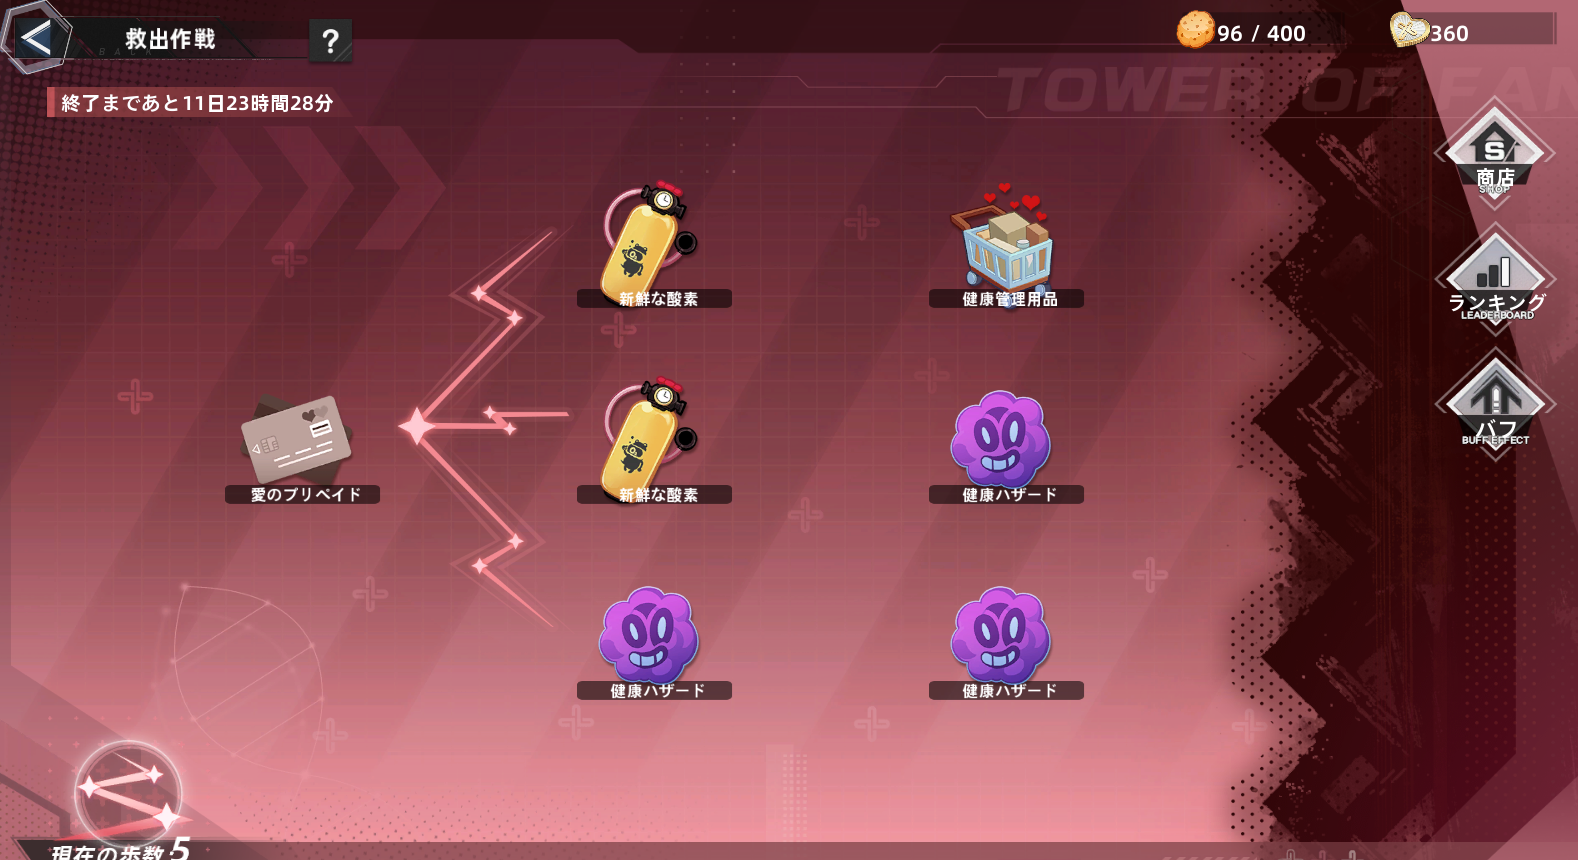 救出作戦
BACK
?
96 / 400
360
終了まであと11日23時間28分
TOWER OF FAN
S
商店
SHOP
新鮮な酸素
健康管理用品
ランキング
LEADERBOARD
バフ
BUFF EFFECT
愛のプリペイド
新鮮な酸素
健康ハザード
健康ハザード
健康ハザード
現在の歩数 5